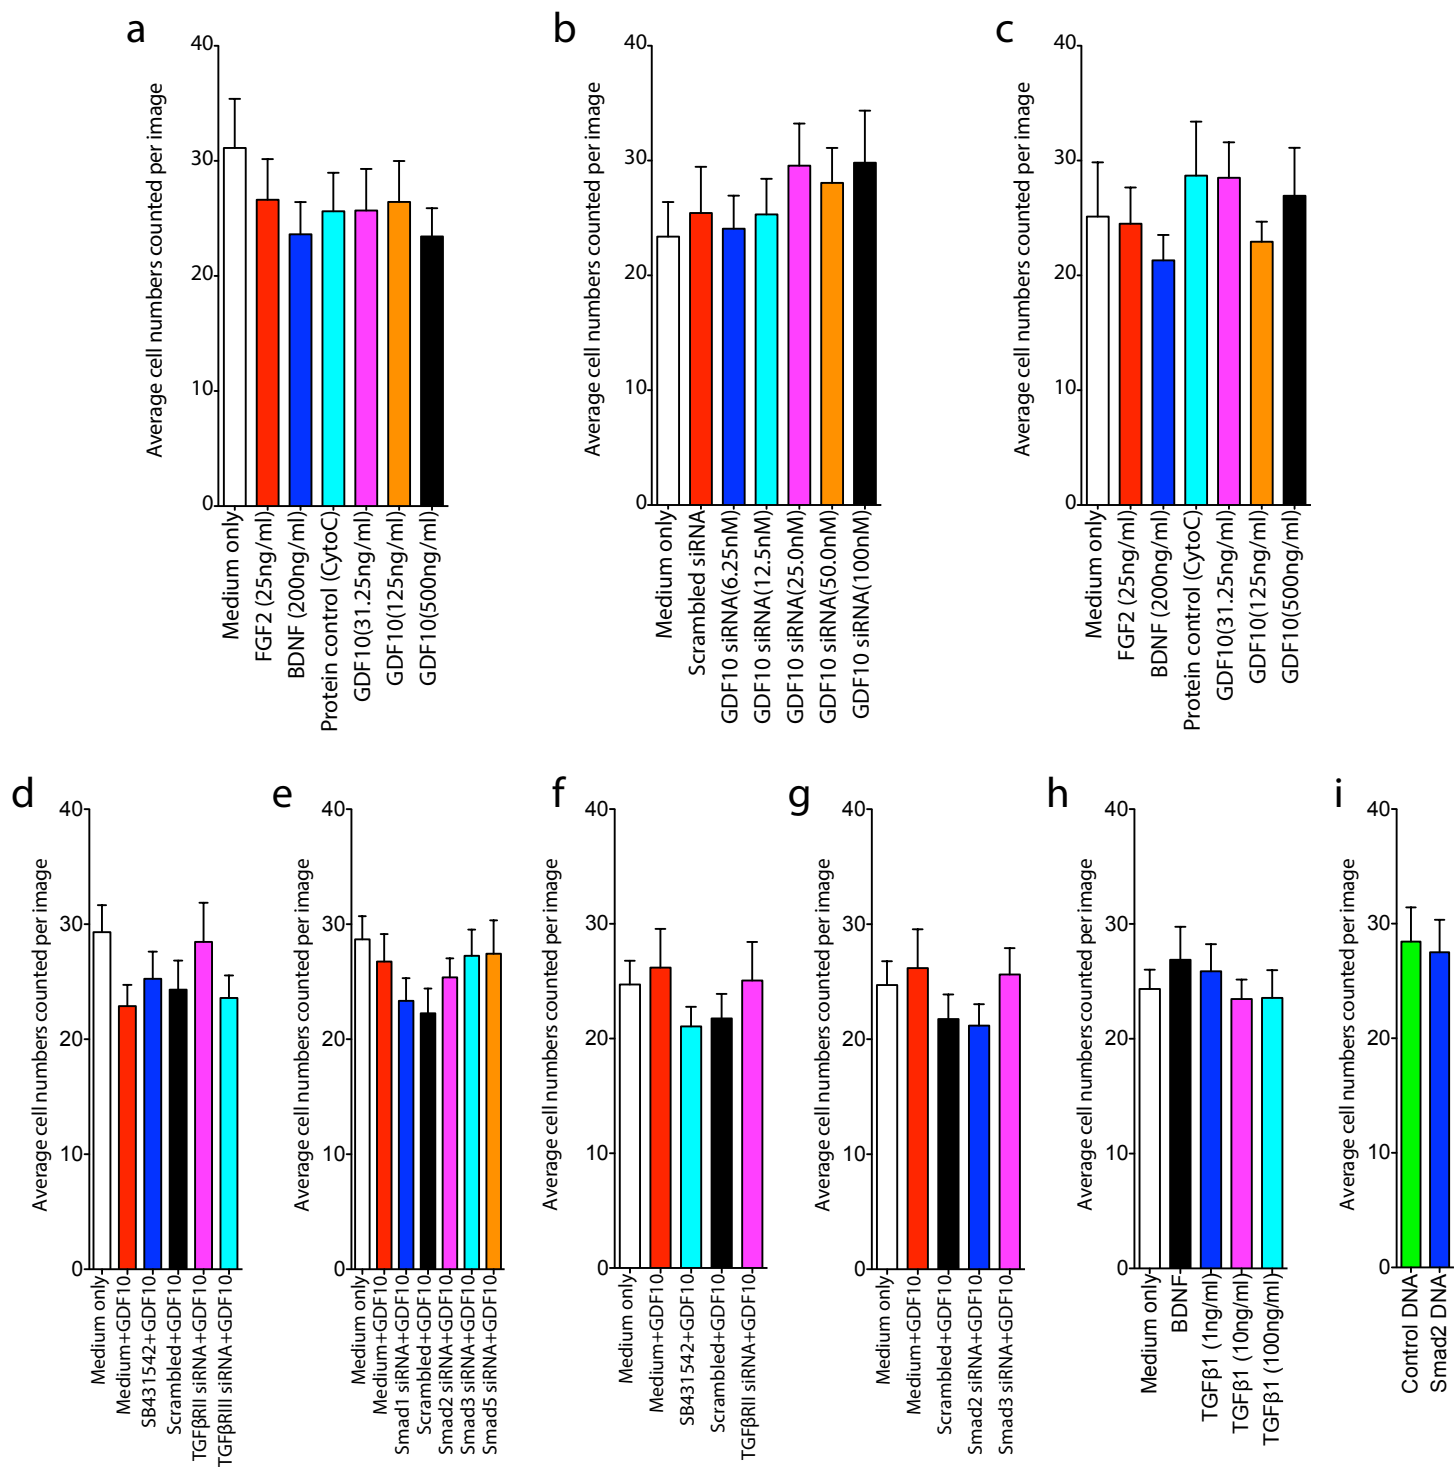 a
Average cell numbers counted per image
40
30
20
10
0
Medium only
FGF2 (25ng/ml)
BDNF (200ng/ml)
Protein control (CytoC)
GDF10(31.25ng/ml)
GDF10(125ng/ml)
GDF10(500ng/ml)
b
Average cell numbers counted per image
40
30
20
10
0
Medium only
Scrambled siRNA
GDF10 siRNA(6.25nM)
GDF10 siRNA(12.5nM)
GDF10 siRNA(25.0nM)
GDF10 siRNA(50.0nM)
GDF10 siRNA(100nM)
c
Average cell numbers counted per image
40
30
20
10
0
Medium only
FGF2 (25ng/ml)
BDNF (200ng/ml)
Protein control (CytoC)
GDF10(31.25ng/ml)
GDF10(125ng/ml)
GDF10(500ng/ml)
d
Average cell numbers counted per image
40
30
20
10
0
Medium only
Medium+GDF10
SB431542+GDF10
Scrambled+GDF10
TGFβRII siRNA+GDF10
TGFβRIII siRNA+GDF10
e
Average cell numbers counted per image
40
30
20
10
0
Medium only
Medium+GDF10
Smad1 siRNA+GDF10
Scrambled+GDF10
Smad2 siRNA+GDF10
Smad3 siRNA+GDF10
Smad5 siRNA+GDF10
f
Average cell numbers counted per image
40
30
20
10
0
Medium only
Medium+GDF10
SB431542+GDF10
Scrambled+GDF10
TGFβRII siRNA+GDF10
g
Average cell numbers counted per image
40
30
20
10
0
Medium only
Medium+GDF10
Scrambled+GDF10
Smad2 siRNA+GDF10
Smad3 siRNA+GDF10
h
Average cell numbers counted per image
40
30
20
10
0
Medium only
BDNF
TGFβ1 (1ng/ml)
TGFβ1 (10ng/ml)
TGFβ1 (100ng/ml)
i
Average cell numbers counted per image
40
30
20
10
0
Control DNA
Smad2 DNA